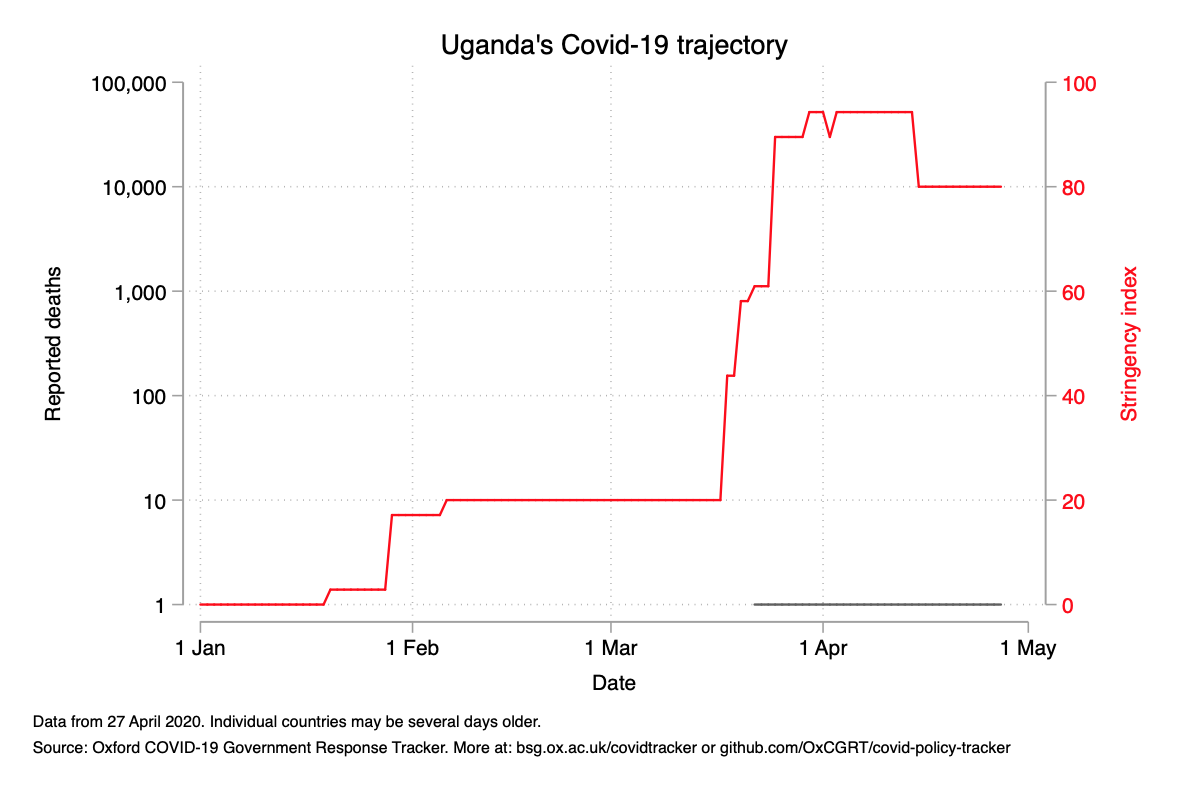 Uganda's Covid-19 trajectory
100,000
10,000
1,000
100
10
1
Reported deaths
100
80
60
40
20
0
Stringency index
1 Jan
1 Feb
1 Mar
1 Apr
1 May
Date
Data from 27 April 2020. Individual countries may be several days older.
Source: Oxford COVID-19 Government Response Tracker. More at: bsg.ox.ac.uk/covidtracker or github.com/OxCGRT/covid-policy-tracker